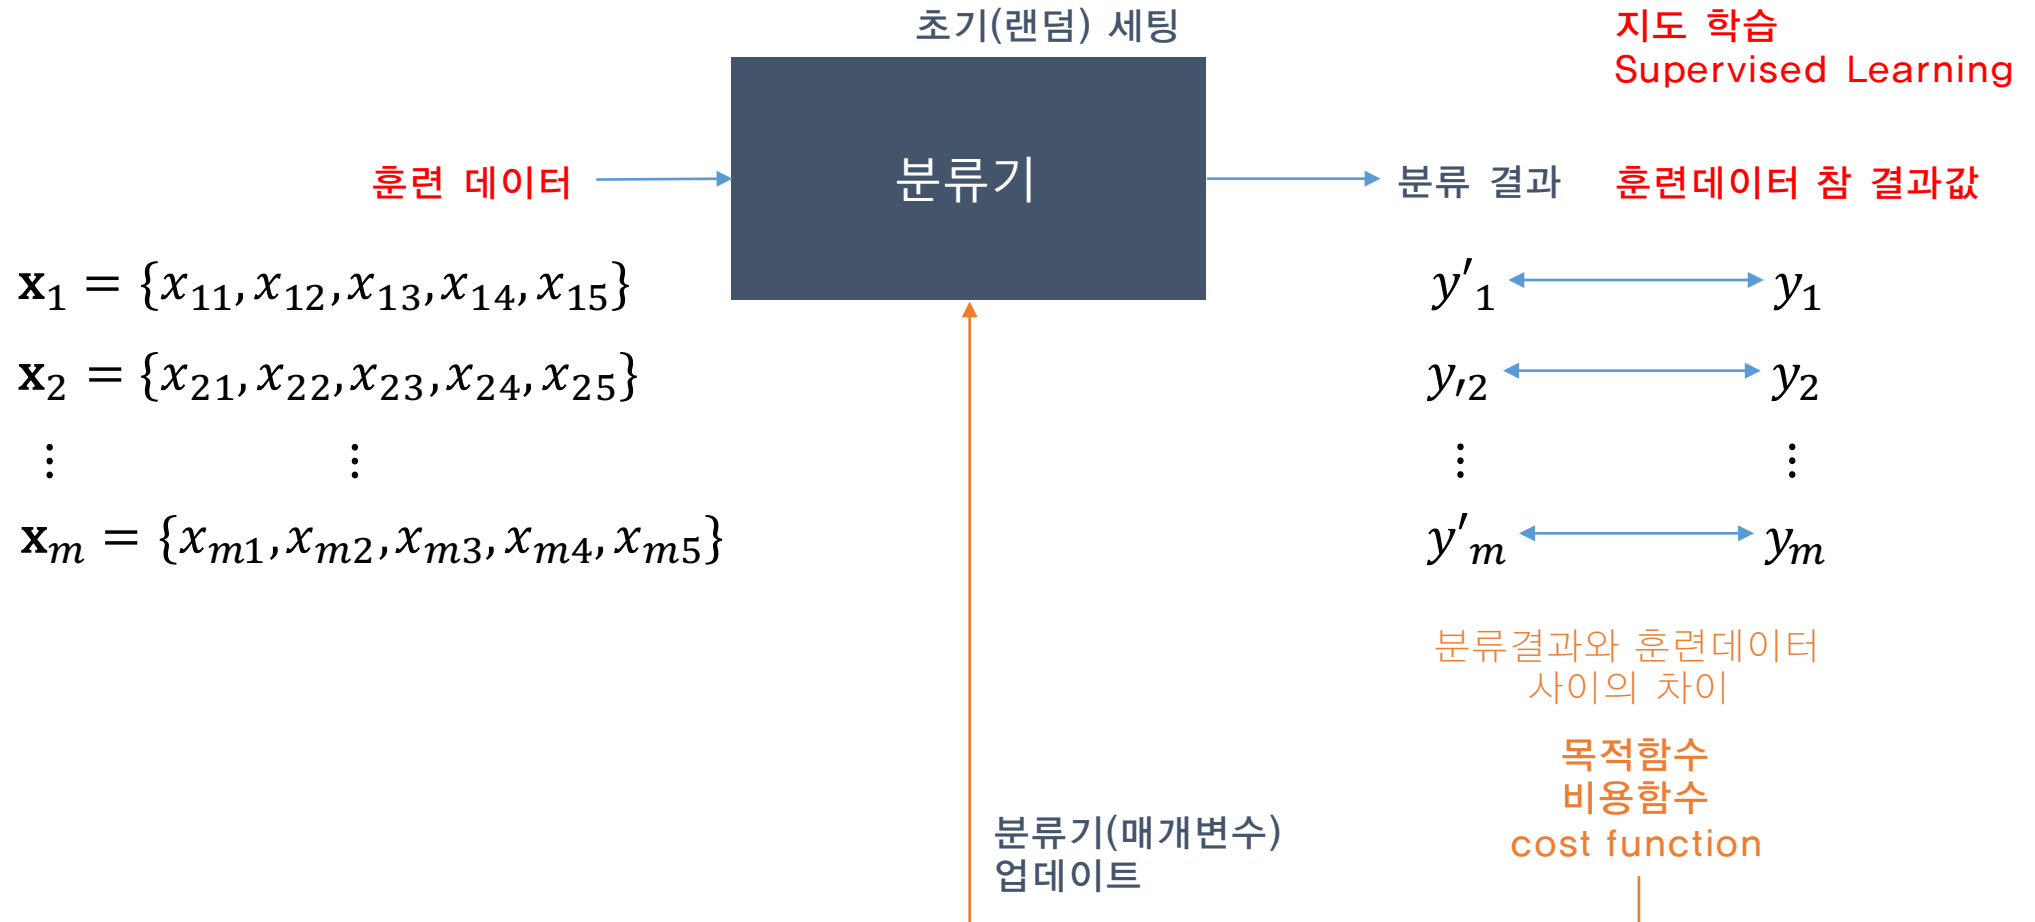 초기(랜덤) 세팅
지도 학습
Supervised Learning
훈련 데이터
분류기
분류 결과
훈련데이터 참 결과값
𝐱₁ = {x₁₁, x₁₂, x₁₃, x₁₄, x₁₅}
y′₁
y₁
𝐱₂ = {x₂₁, x₂₂, x₂₃, x₂₄, x₂₅}
y,₂
y₂
⋮ ⋮
⋮
⋮
𝐱ₘ = {xₘ₁, xₘ₂, xₘ₃, xₘ₄, xₘ₅}
y′ₘ
yₘ
분류결과와 훈련데이터
사이의 차이
목적함수
비용함수
cost function
분류기(매개변수)
업데이트